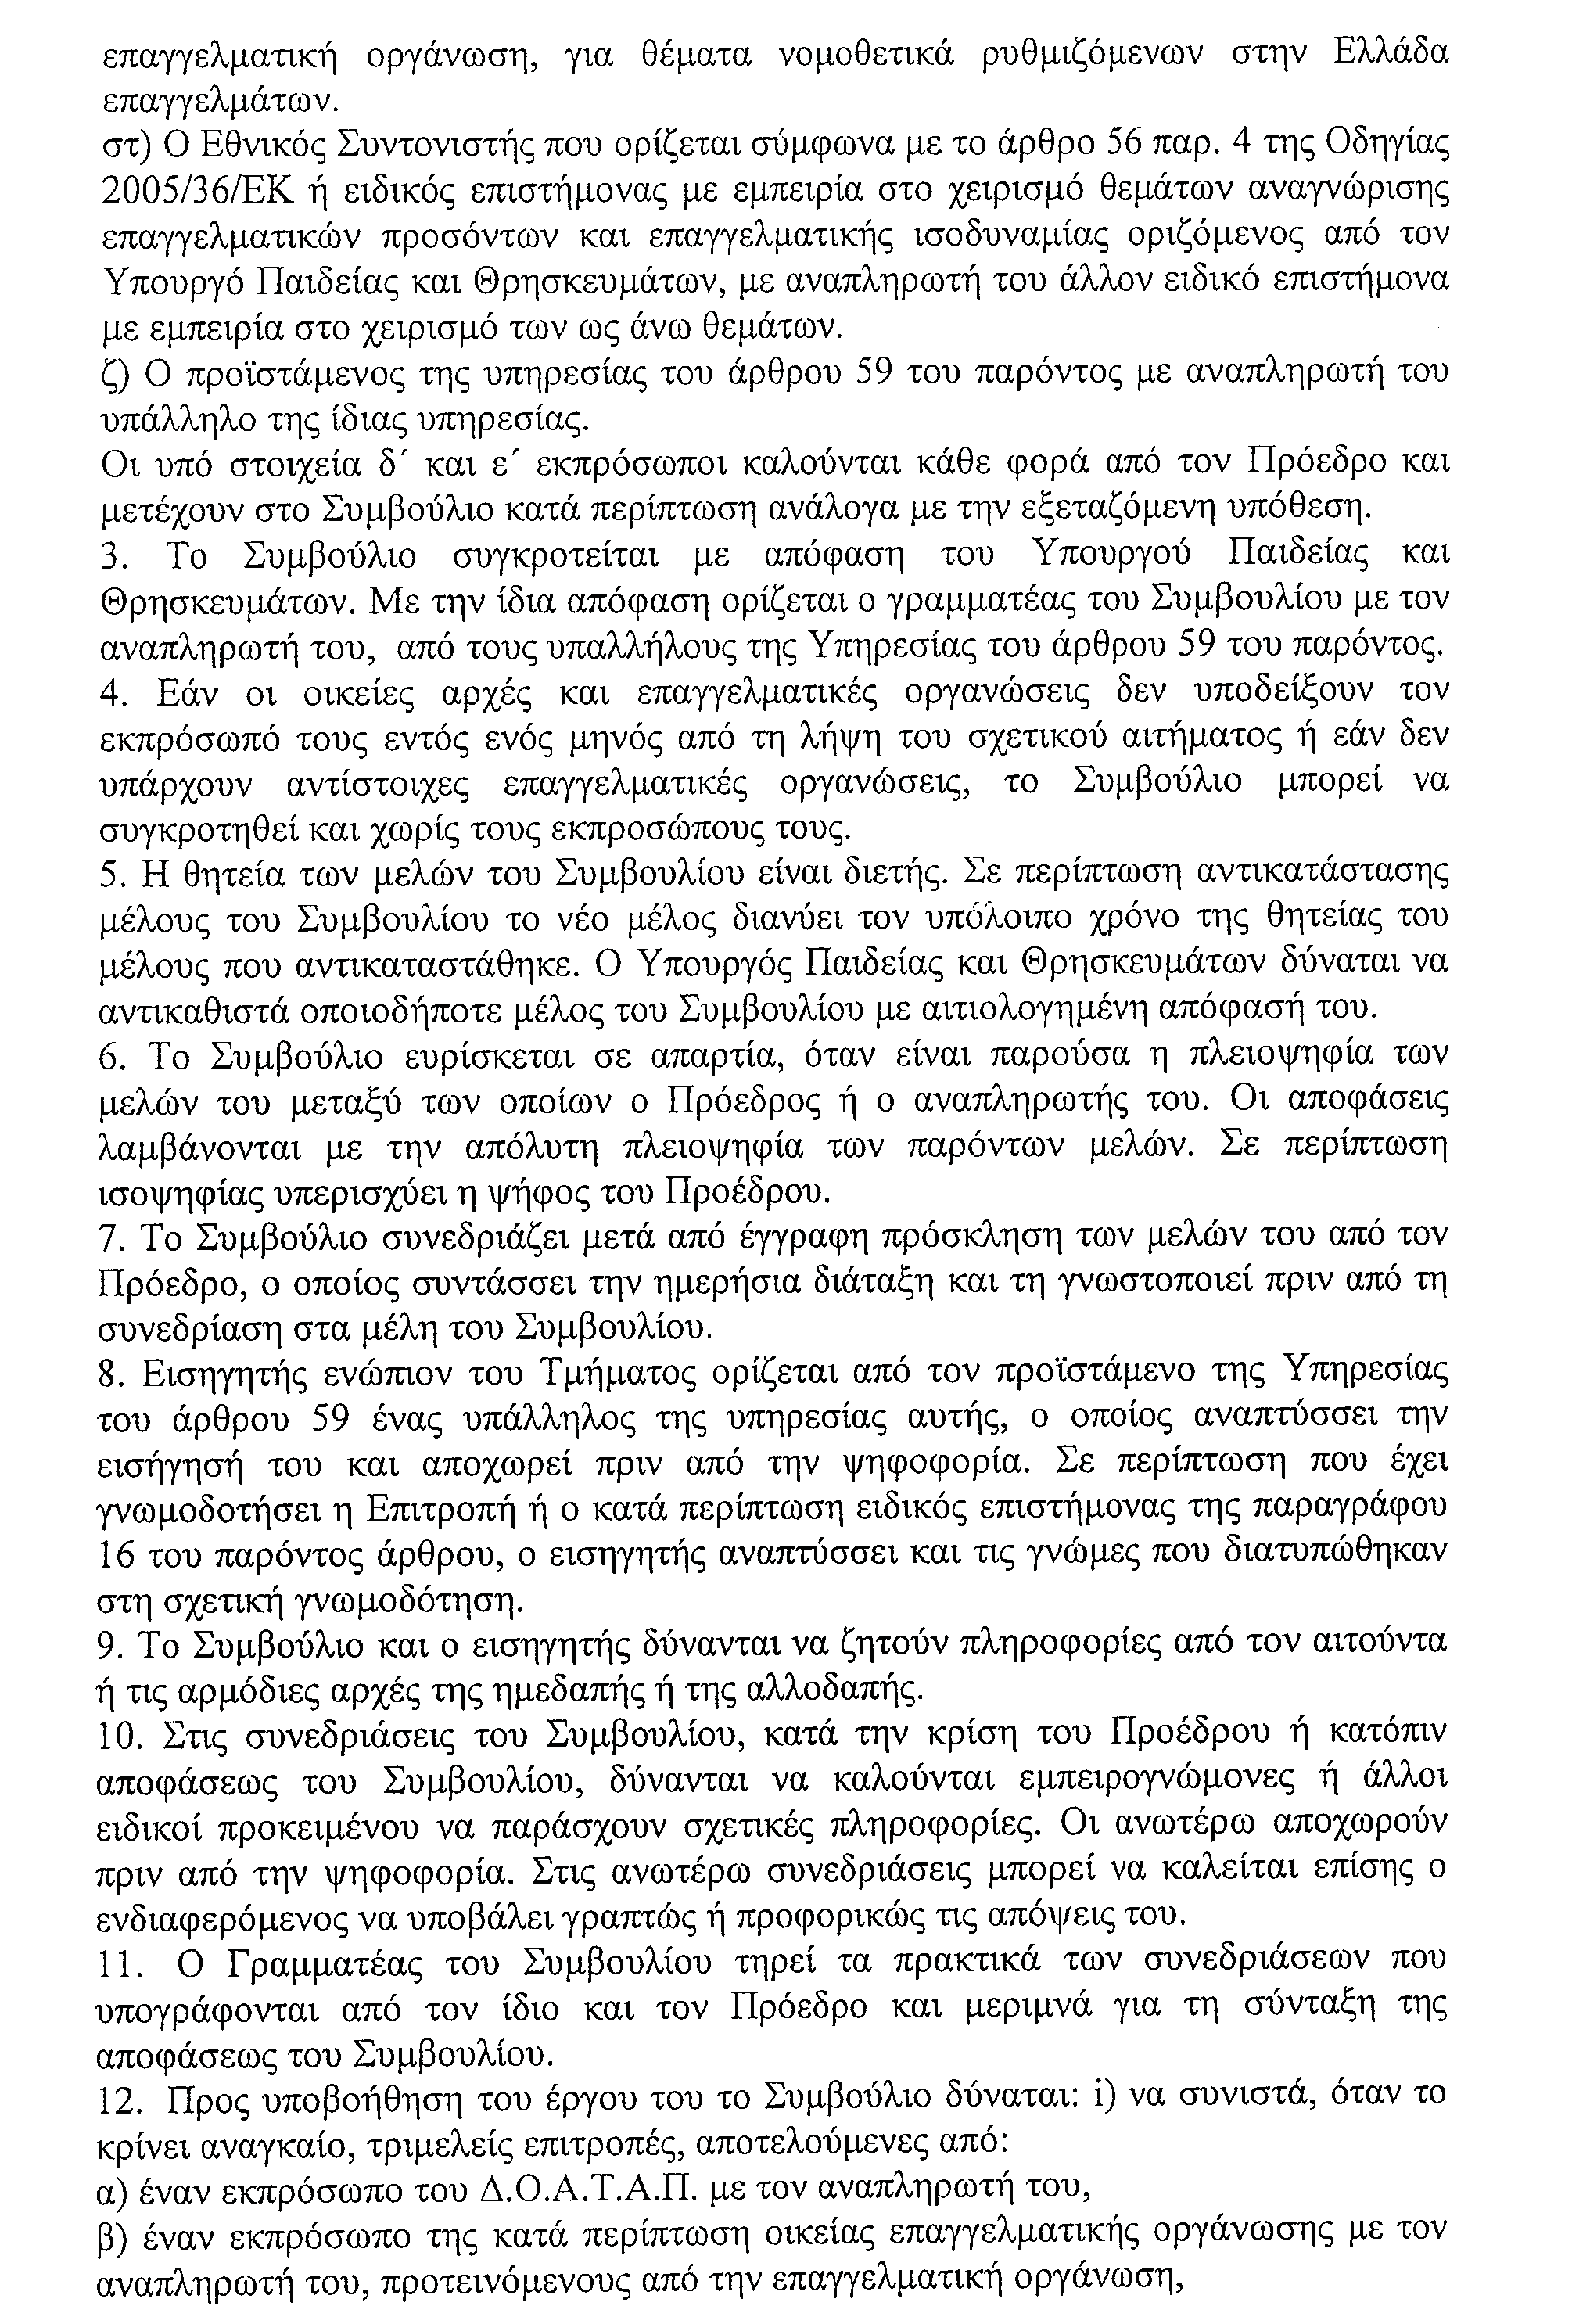 επαγγελματική οργάνωση, για θέματα νομοθετικά ρυθμιζόμενων στην Ελλάδα
επαγγελμάτων.
στ) Ο Εθνικός Συντονιστής που ορίζεται σύμφωνα με το άρθρο 56 παρ. 4 της Οδηγίας
2005/36/ΕΚ ή ειδικός επιστήμονας με εμπειρία στο χειρισμό θεμάτων αναγνώρισης
επαγγελματικών προσόντων και επαγγελματικής ισοδυναμίας οριζόμενος από τον
Υπουργό Παιδείας και Θρησκευμάτων, με αναπληρωτή του άλλον ειδικό επιστήμονα
με εμπειρία στο χειρισμό των ως άνω θεμάτων.
ζ) Ο προϊστάμενος της υπηρεσίας του άρθρου 59 του παρόντος με αναπληρωτή του
υπάλληλο της ίδιας υπηρεσίας.
Οι υπό στοιχεία δ΄ και ε΄ εκπρόσωποι καλούνται κάθε φορά από τον Πρόεδρο και
μετέχουν στο Συμβούλιο κατά περίπτωση ανάλογα με την εξεταζόμενη υπόθεση.
3. Το Συμβούλιο συγκροτείται με απόφαση του Υπουργού Παιδείας και
Θρησκευμάτων. Με την ίδια απόφαση ορίζεται ο γραμματέας του Συμβουλίου με τον
αναπληρωτή του, από τους υπαλλήλους της Υπηρεσίας του άρθρου 59 του παρόντος.
4. Εάν οι οικείες αρχές και επαγγελματικές οργανώσεις δεν υποδείξουν τον
εκπρόσωπό τους εντός ενός μηνός από τη λήψη του σχετικού αιτήματος ή εάν δεν
υπάρχουν αντίστοιχες επαγγελματικές οργανώσεις, το Συμβούλιο μπορεί να
συγκροτηθεί και χωρίς τους εκπροσώπους τους.
5. Η θητεία των μελών του Συμβουλίου είναι διετής. Σε περίπτωση αντικατάστασης
μέλους του Συμβουλίου το νέο μέλος διανύει τον υπόλοιπο χρόνο της θητείας του
μέλους που αντικαταστάθηκε. Ο Υπουργός Παιδείας και Θρησκευμάτων δύναται να
αντικαθιστά οποιοδήποτε μέλος του Συμβουλίου με αιτιολογημένη απόφασή του.
6. Το Συμβούλιο ευρίσκεται σε απαρτία, όταν είναι παρούσα η πλειοψηφία των
μελών του μεταξύ των οποίων ο Πρόεδρος ή ο αναπληρωτής του. Οι αποφάσεις
λαμβάνονται με την απόλυτη πλειοψηφία των παρόντων μελών. Σε περίπτωση
ισοψηφίας υπερισχύει η ψήφος του Προέδρου.
7. Το Συμβούλιο συνεδριάζει μετά από έγγραφη πρόσκληση των μελών του από τον
Πρόεδρο, ο οποίος συντάσσει την ημερήσια διάταξη και τη γνωστοποιεί πριν από τη
συνεδρίαση στα μέλη του Συμβουλίου.
8. Εισηγητής ενώπιον του Τμήματος ορίζεται από τον προϊστάμενο της Υπηρεσίας
του άρθρου 59 ένας υπάλληλος της υπηρεσίας αυτής, ο οποίος αναπτύσσει την
εισήγησή του και αποχωρεί πριν από την ψηφοφορία. Σε περίπτωση που έχει
γνωμοδοτήσει η Επιτροπή ή ο κατά περίπτωση ειδικός επιστήμονας της παραγράφου
16 του παρόντος άρθρου, ο εισηγητής αναπτύσσει και τις γνώμες που διατυπώθηκαν
στη σχετική γνωμοδότηση.
9. Το Συμβούλιο και ο εισηγητής δύνανται να ζητούν πληροφορίες από τον αιτούντα
ή τις αρμόδιες αρχές της ημεδαπής ή της αλλοδαπής.
10. Στις συνεδριάσεις του Συμβουλίου, κατά την κρίση του Προέδρου ή κατόπιν
αποφάσεως του Συμβουλίου, δύνανται να καλούνται εμπειρογνώμονες ή άλλοι
ειδικοί προκειμένου να παράσχουν σχετικές πληροφορίες. Οι ανωτέρω αποχωρούν
πριν από την ψηφοφορία. Στις ανωτέρω συνεδριάσεις μπορεί να καλείται επίσης ο
ενδιαφερόμενος να υποβάλει γραπτώς ή προφορικώς τις απόψεις του.
11. Ο Γραμματέας του Συμβουλίου τηρεί τα πρακτικά των συνεδριάσεων που
υπογράφονται από τον ίδιο και τον Πρόεδρο και μεριμνά για τη σύνταξη της
αποφάσεως του Συμβουλίου.
12. Προς υποβοήθηση του έργου του το Συμβούλιο δύναται: i) να συνιστά, όταν το
κρίνει αναγκαίο, τριμελείς επιτροπές, αποτελούμενες από:
α) έναν εκπρόσωπο του Δ.Ο.Α.Τ.Α.Π. με τον αναπληρωτή του,
β) έναν εκπρόσωπο της κατά περίπτωση οικείας επαγγελματικής οργάνωσης με τον
αναπληρωτή του, προτεινόμενους από την επαγγελματική οργάνωση,